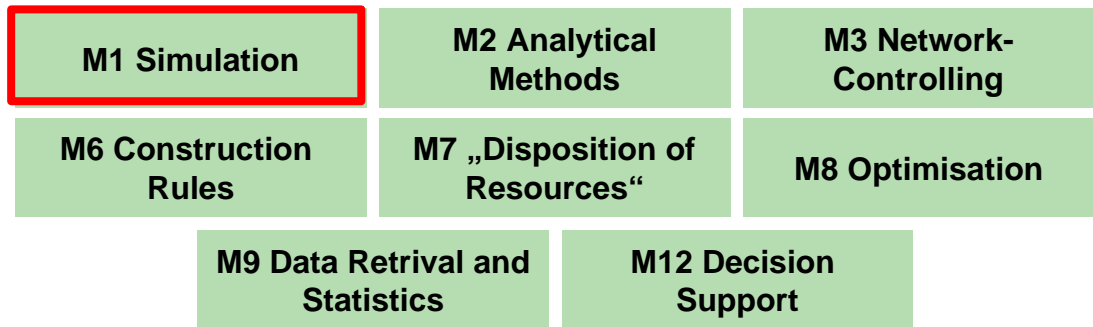 M1 Simulation
M2 Analytical
Methods
M3 Network-
Controlling
M6 Construction
Rules
M7 „Disposition of
Resources“
M8 Optimisation
M9 Data Retrival and
Statistics
M12 Decision
Support